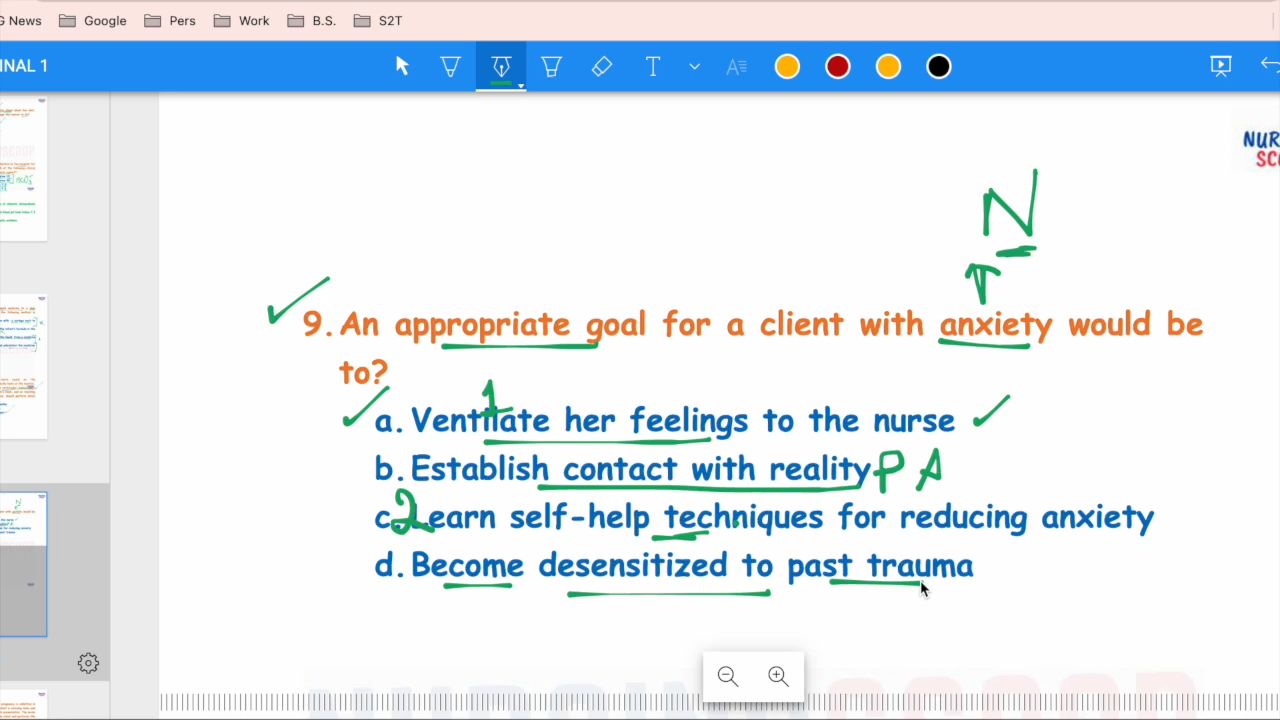 G News Google Pers Work B.S. S2T
INAL 1
T
NUR
SC
N
9. An appropriate goal for a client with anxiety would be
to?
1
a. Ventilate her feelings to the nurse
b. Establish contact with reality P A
c. 2 Learn self-help techniques for reducing anxiety
d. Become desensitized to past trauma